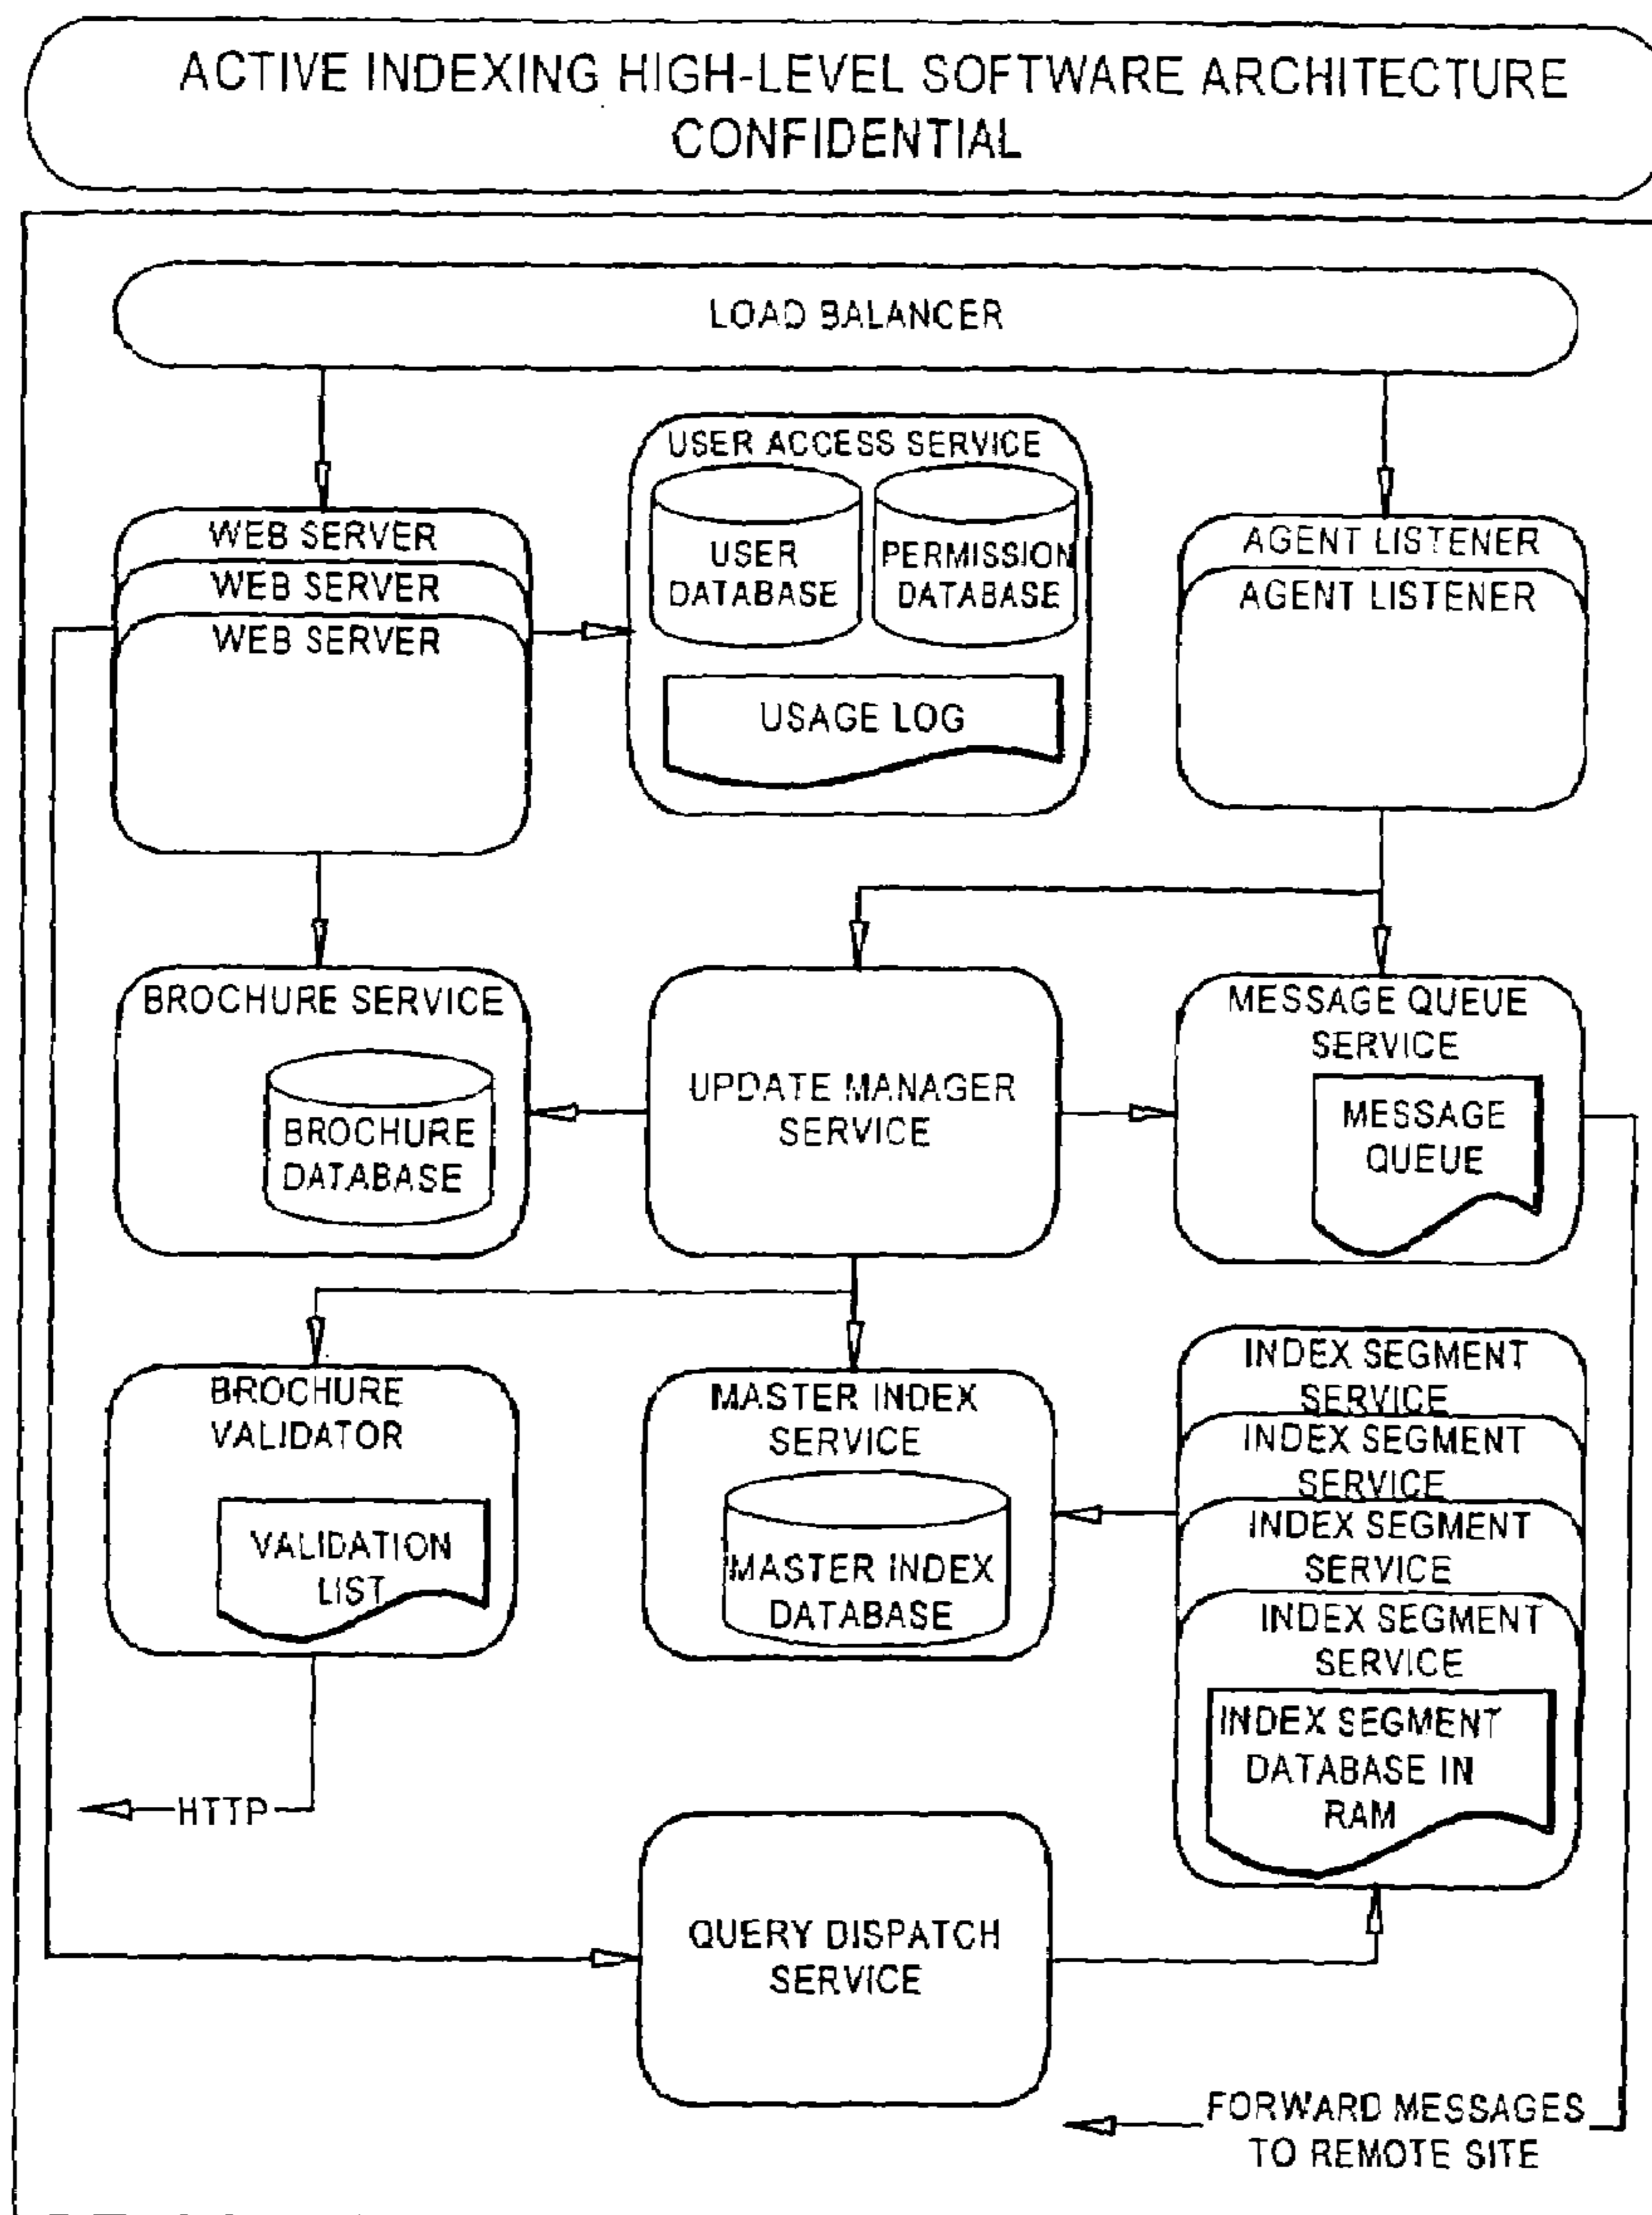 ACTIVE INDEXING HIGH-LEVEL SOFTWARE ARCHITECTURE
CONFIDENTIAL
LOAD BALANCER
USER ACCESS SERVICE
USER
DATABASE
PERMISSION
DATABASE
USAGE LOG
WEB SERVER
WEB SERVER
WEB SERVER
AGENT LISTENER
AGENT LISTENER
BROCHURE SERVICE
BROCHURE
DATABASE
UPDATE MANAGER
SERVICE
MESSAGE QUEUE
SERVICE
MESSAGE
QUEUE
BROCHURE
VALIDATOR
VALIDATION
LIST
MASTER INDEX
SERVICE
MASTER INDEX
DATABASE
INDEX SEGMENT
SERVICE
INDEX SEGMENT
SERVICE
INDEX SEGMENT
SERVICE
INDEX SEGMENT
SERVICE
INDEX SEGMENT
DATABASE IN
RAM
HTTP
QUERY DISPATCH
SERVICE
FORWARD MESSAGES
TO REMOTE SITE